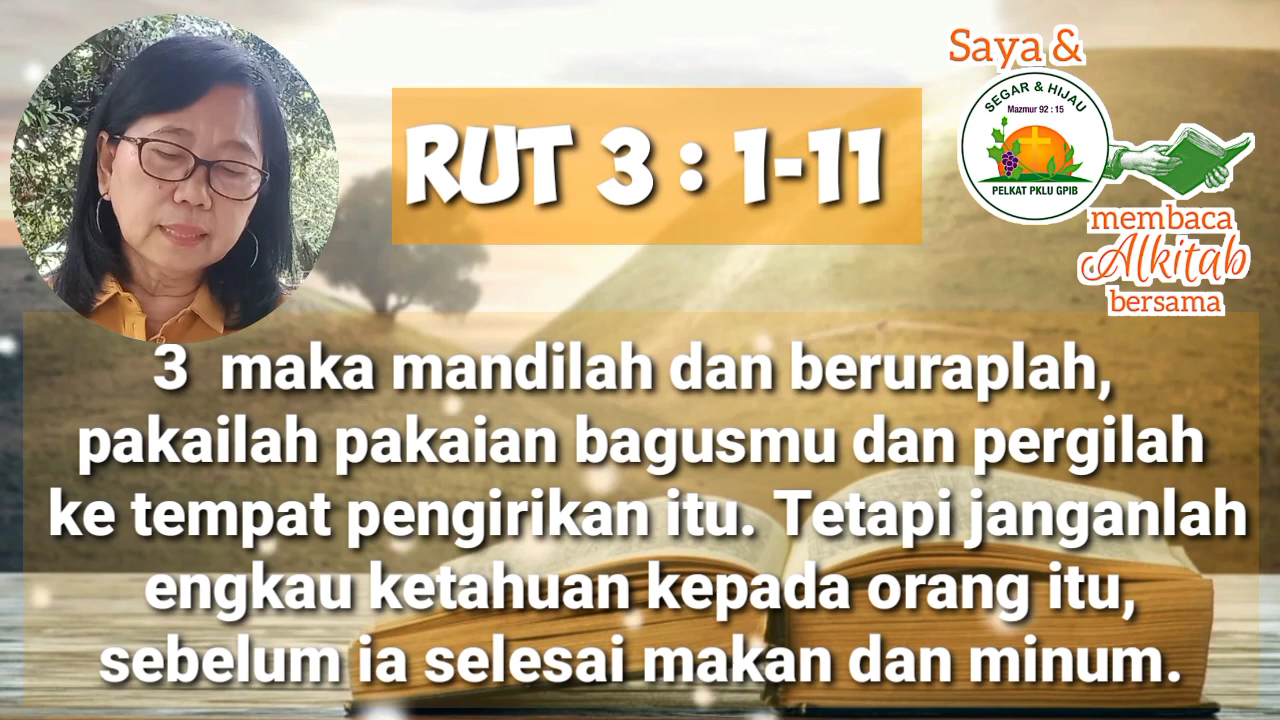 Saya &
SEGAR & HIJAU
Mazmur 92 : 15
PELKAT PKLU GPIB
membaca
Alkitab
bersama
RUT 3 : 1-11
3 maka mandilah dan beruraplah,
pakailah pakaian bagusmu dan pergilah
ke tempat pengirikan itu. Tetapi janganlah
engkau ketahuan kepada orang itu,
sebelum ia selesai makan dan minum.